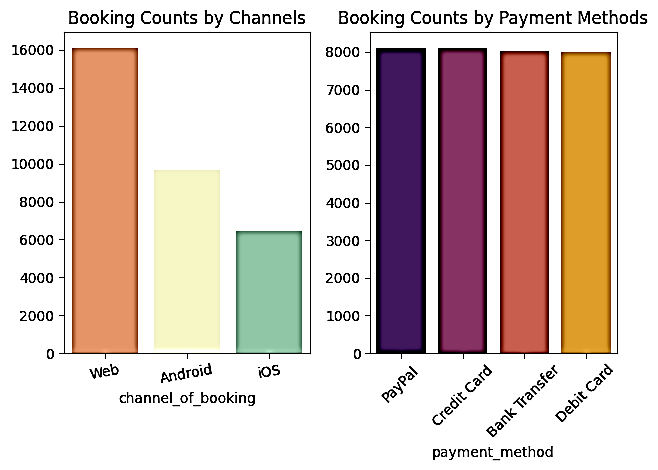 Booking Counts by Channels
16000
14000
12000
10000
8000
6000
4000
2000
0
Web
Android
iOS
channel_of_booking
Booking Counts by Payment Methods
8000
7000
6000
5000
4000
3000
2000
1000
0
PayPal
Credit Card
Bank Transfer
Debit Card
payment_method